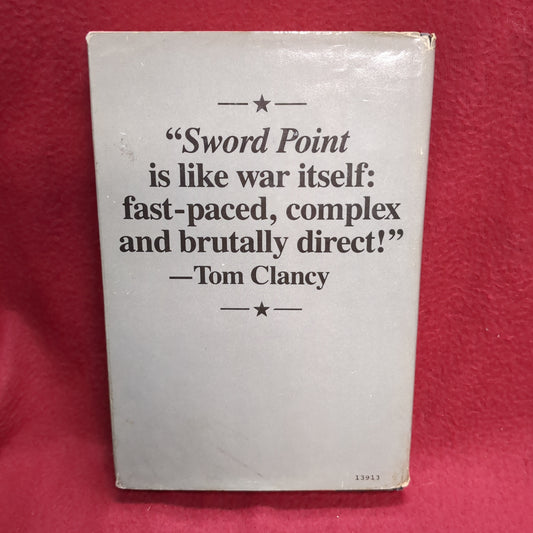 “Sword Point
is like war itself:
fast-paced, complex
and brutally direct!”
—Tom Clancy
13913